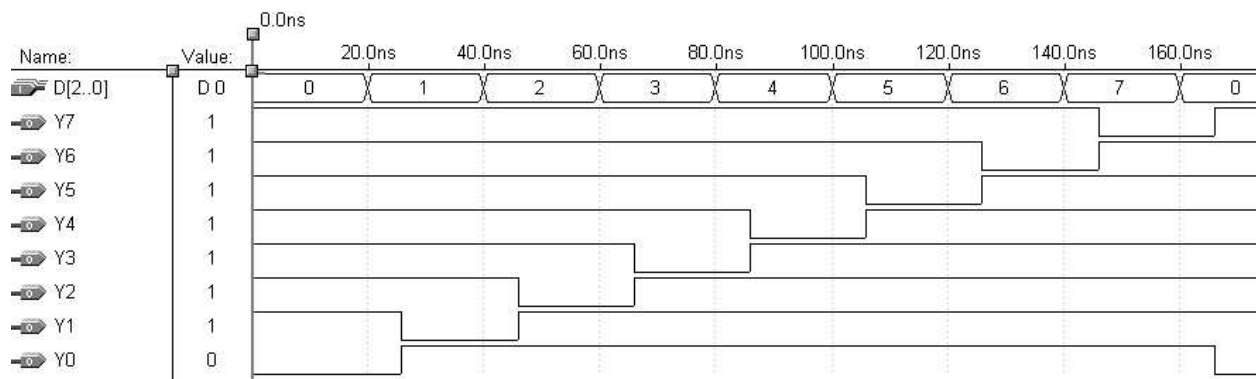 0.0ns
Name: Value: 20.0ns 40.0ns 60.0ns 80.0ns 100.0ns 120.0ns 140.0ns 160.0ns
D[2..0] D 0 0 1 2 3 4 5 6 7 0
Y7 1
Y6 1
Y5 1
Y4 1
Y3 1
Y2 1
Y1 1
Y0 0